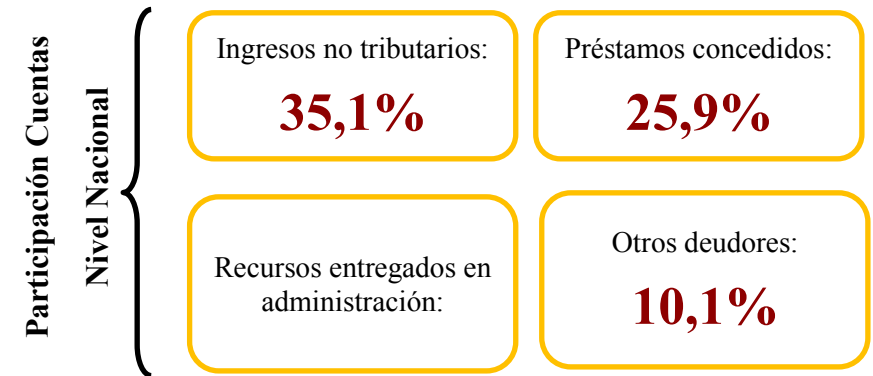 Participación Cuentas
Nivel Nacional
Ingresos no tributarios:
35,1%
Préstamos concedidos:
25,9%
Recursos entregados en
administración:
Otros deudores:
10,1%